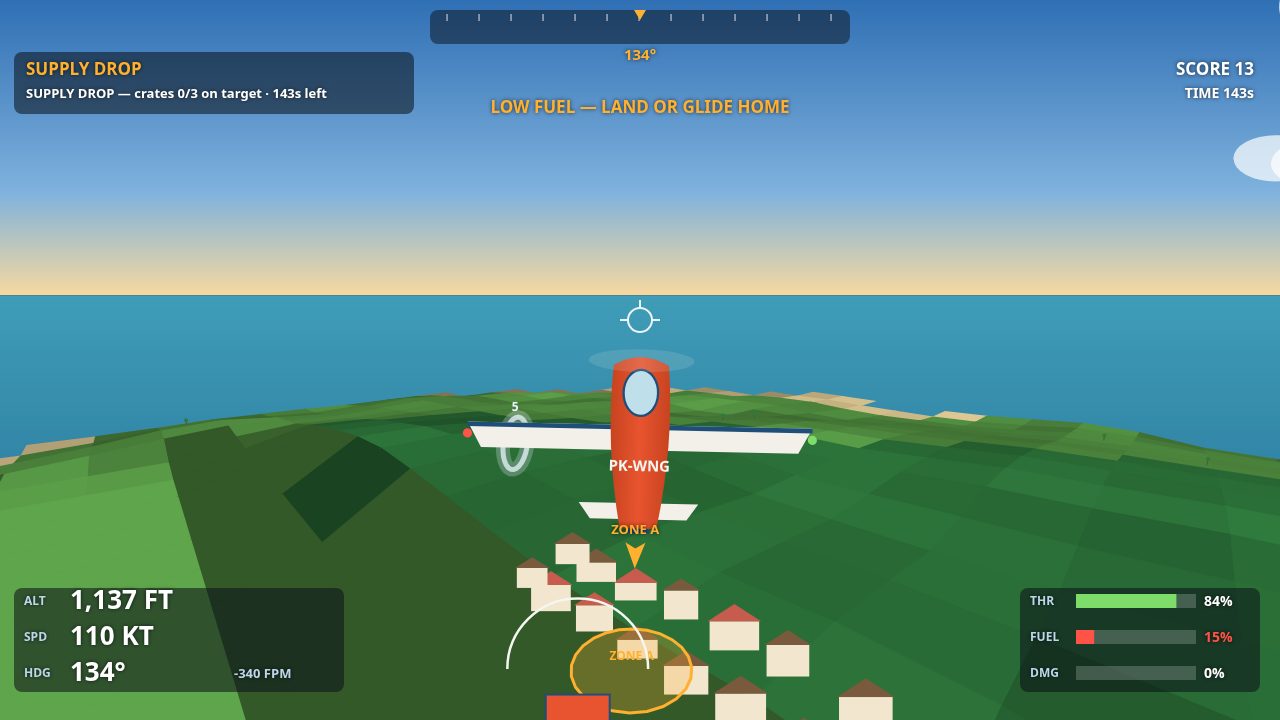 134°
SUPPLY DROP
SUPPLY DROP — crates 0/3 on target · 143s left
SCORE 13
TIME 143s
LOW FUEL — LAND OR GLIDE HOME
5
PK-WNG
ZONE A
ZONE A
ALT 1,137 FT
SPD 110 KT
HDG 134° -340 FPM
THR 84%
FUEL 15%
DMG 0%